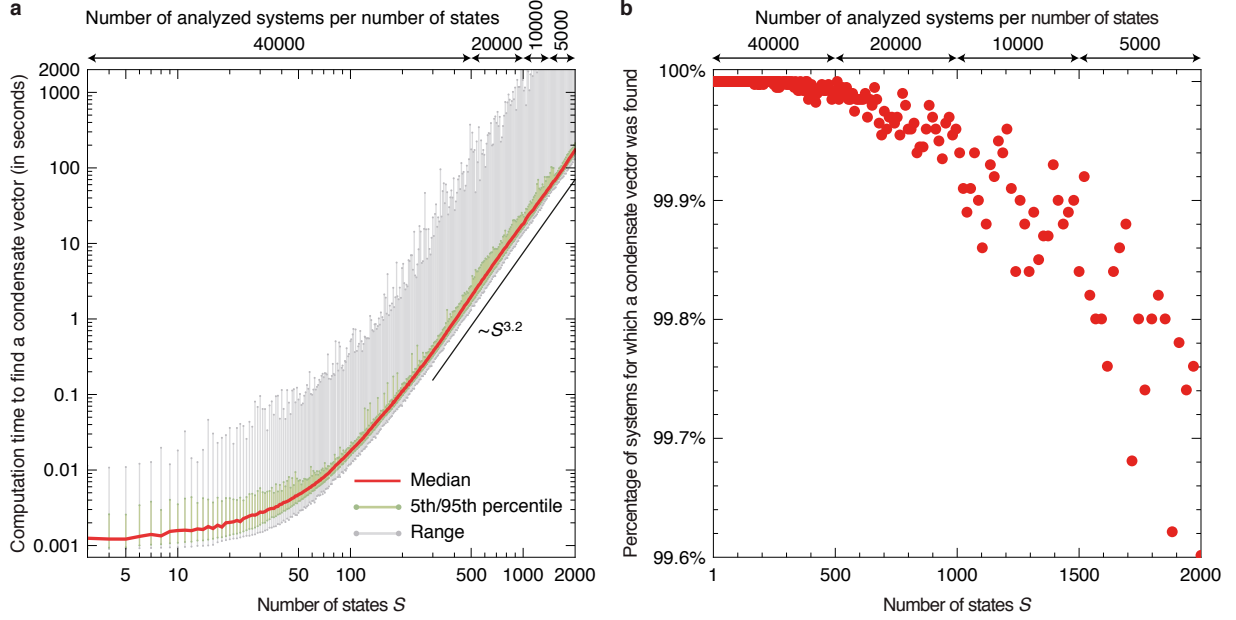 a
Number of analyzed systems per number of states
40000
20000
10000
5000
Computation time to find a condensate vector (in seconds)
2000
1000
100
10
1
0.1
0.01
0.001
~S^3.2
Median
5th/95th percentile
Range
5
10
50
100
500
1000
2000
Number of states S
b
Number of analyzed systems per number of states
40000
20000
10000
5000
Percentage of systems for which a condensate vector was found
100%
99.9%
99.8%
99.7%
99.6%
1
500
1000
1500
2000
Number of states S